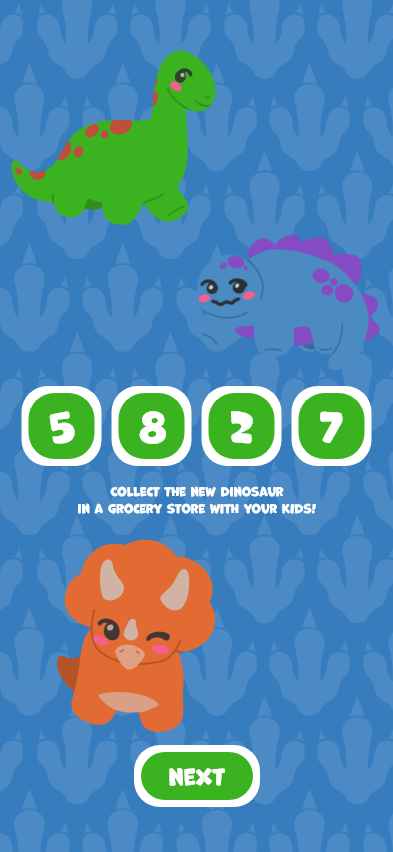 5 8 2 7
COLLECT THE NEW DINOSAUR
IN A GROCERY STORE WITH YOUR KIDS!
NEXT